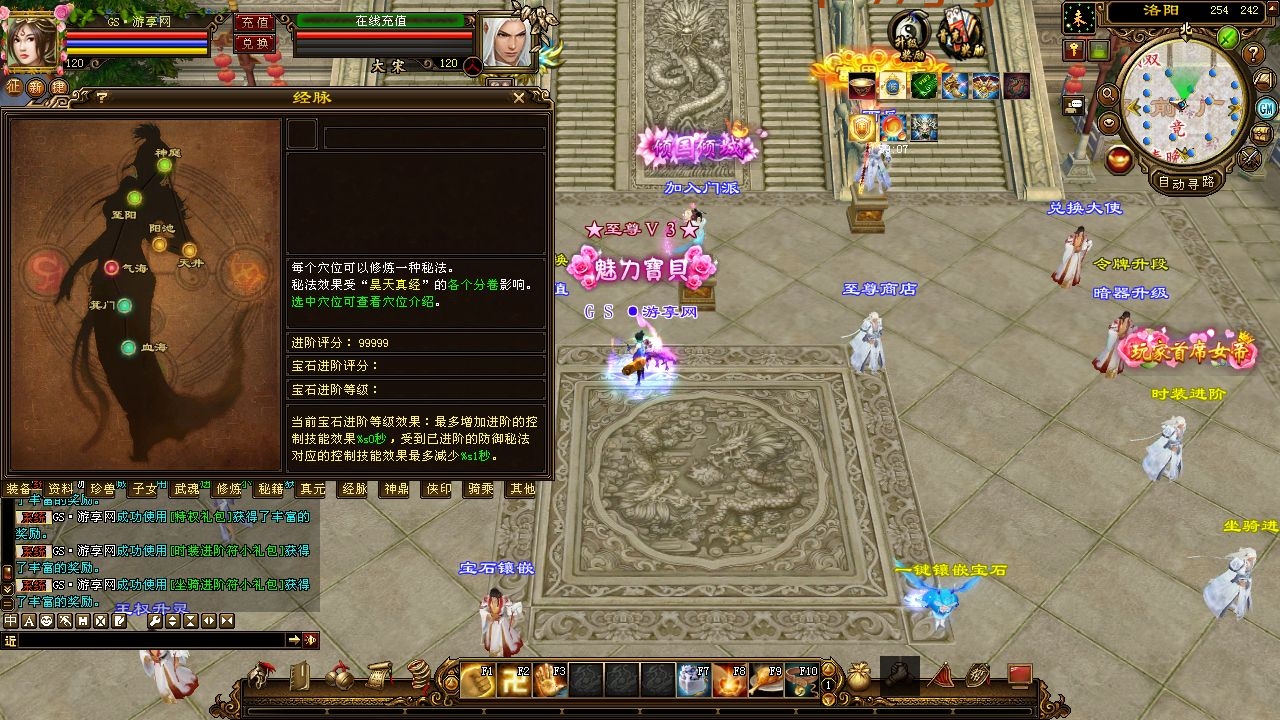 GS·游享网
120
充值
兑换
在线充值
大宋
120
征
新
建
未
洛阳 254 242
北
?
GM
自动寻路
? 经脉
神庭
至阳
阳池
天井
气海
箕门
血海
每个穴位可以修炼一种秘法。
秘法效果受“昊天真经”的各个分卷影响。
选中穴位可查看穴位介绍。
进阶评分：99999
宝石进阶评分：
宝石进阶等级：
当前宝石进阶等级效果：最多增加进阶的控
制技能效果%s0秒，受到已进阶的防御秘法
对应的控制技能效果最多减少%s1秒。
装备 资料 珍兽 子女 武魂 修炼 秘籍 真元 经脉 神鼎 侠印 骑乘 其他
丰富的奖励。
GS·游享网成功使用[特权礼包]获得了丰富的
奖励。
GS·游享网成功使用[时装进阶符小礼包]获得
了丰富的奖励。
GS·游享网成功使用[坐骑进阶符小礼包]获得
了丰富的奖励。
王权升灵
近
倾国倾城
加入门派
★至尊V3★
魅力寶貝
GS ●游享网
至尊商店
兑换大使
令牌升段
暗器升级
玩家首席女帝
时装进阶
坐骑进
宝石镶嵌
一键镶嵌宝石
F1 F2 F3 F7 F8 F9 F10
1